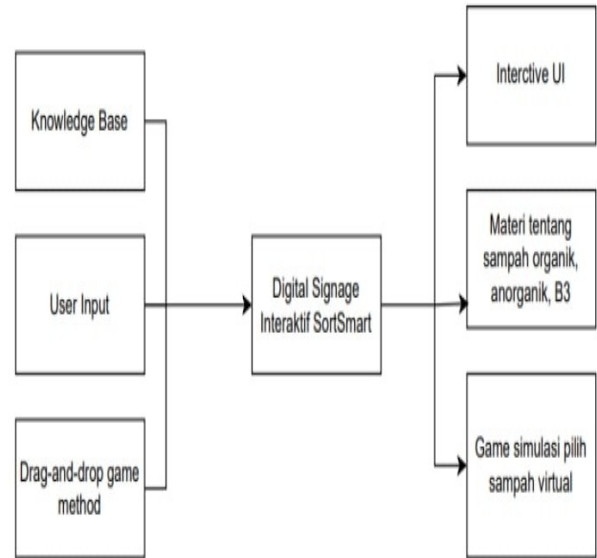 Knowledge Base
User Input
Drag-and-drop game
method
Digital Signage
Interaktif SortSmart
Interctive UI
Materi tentang
sampah organik,
anorganik, B3
Game simulasi pilih
sampah virtual